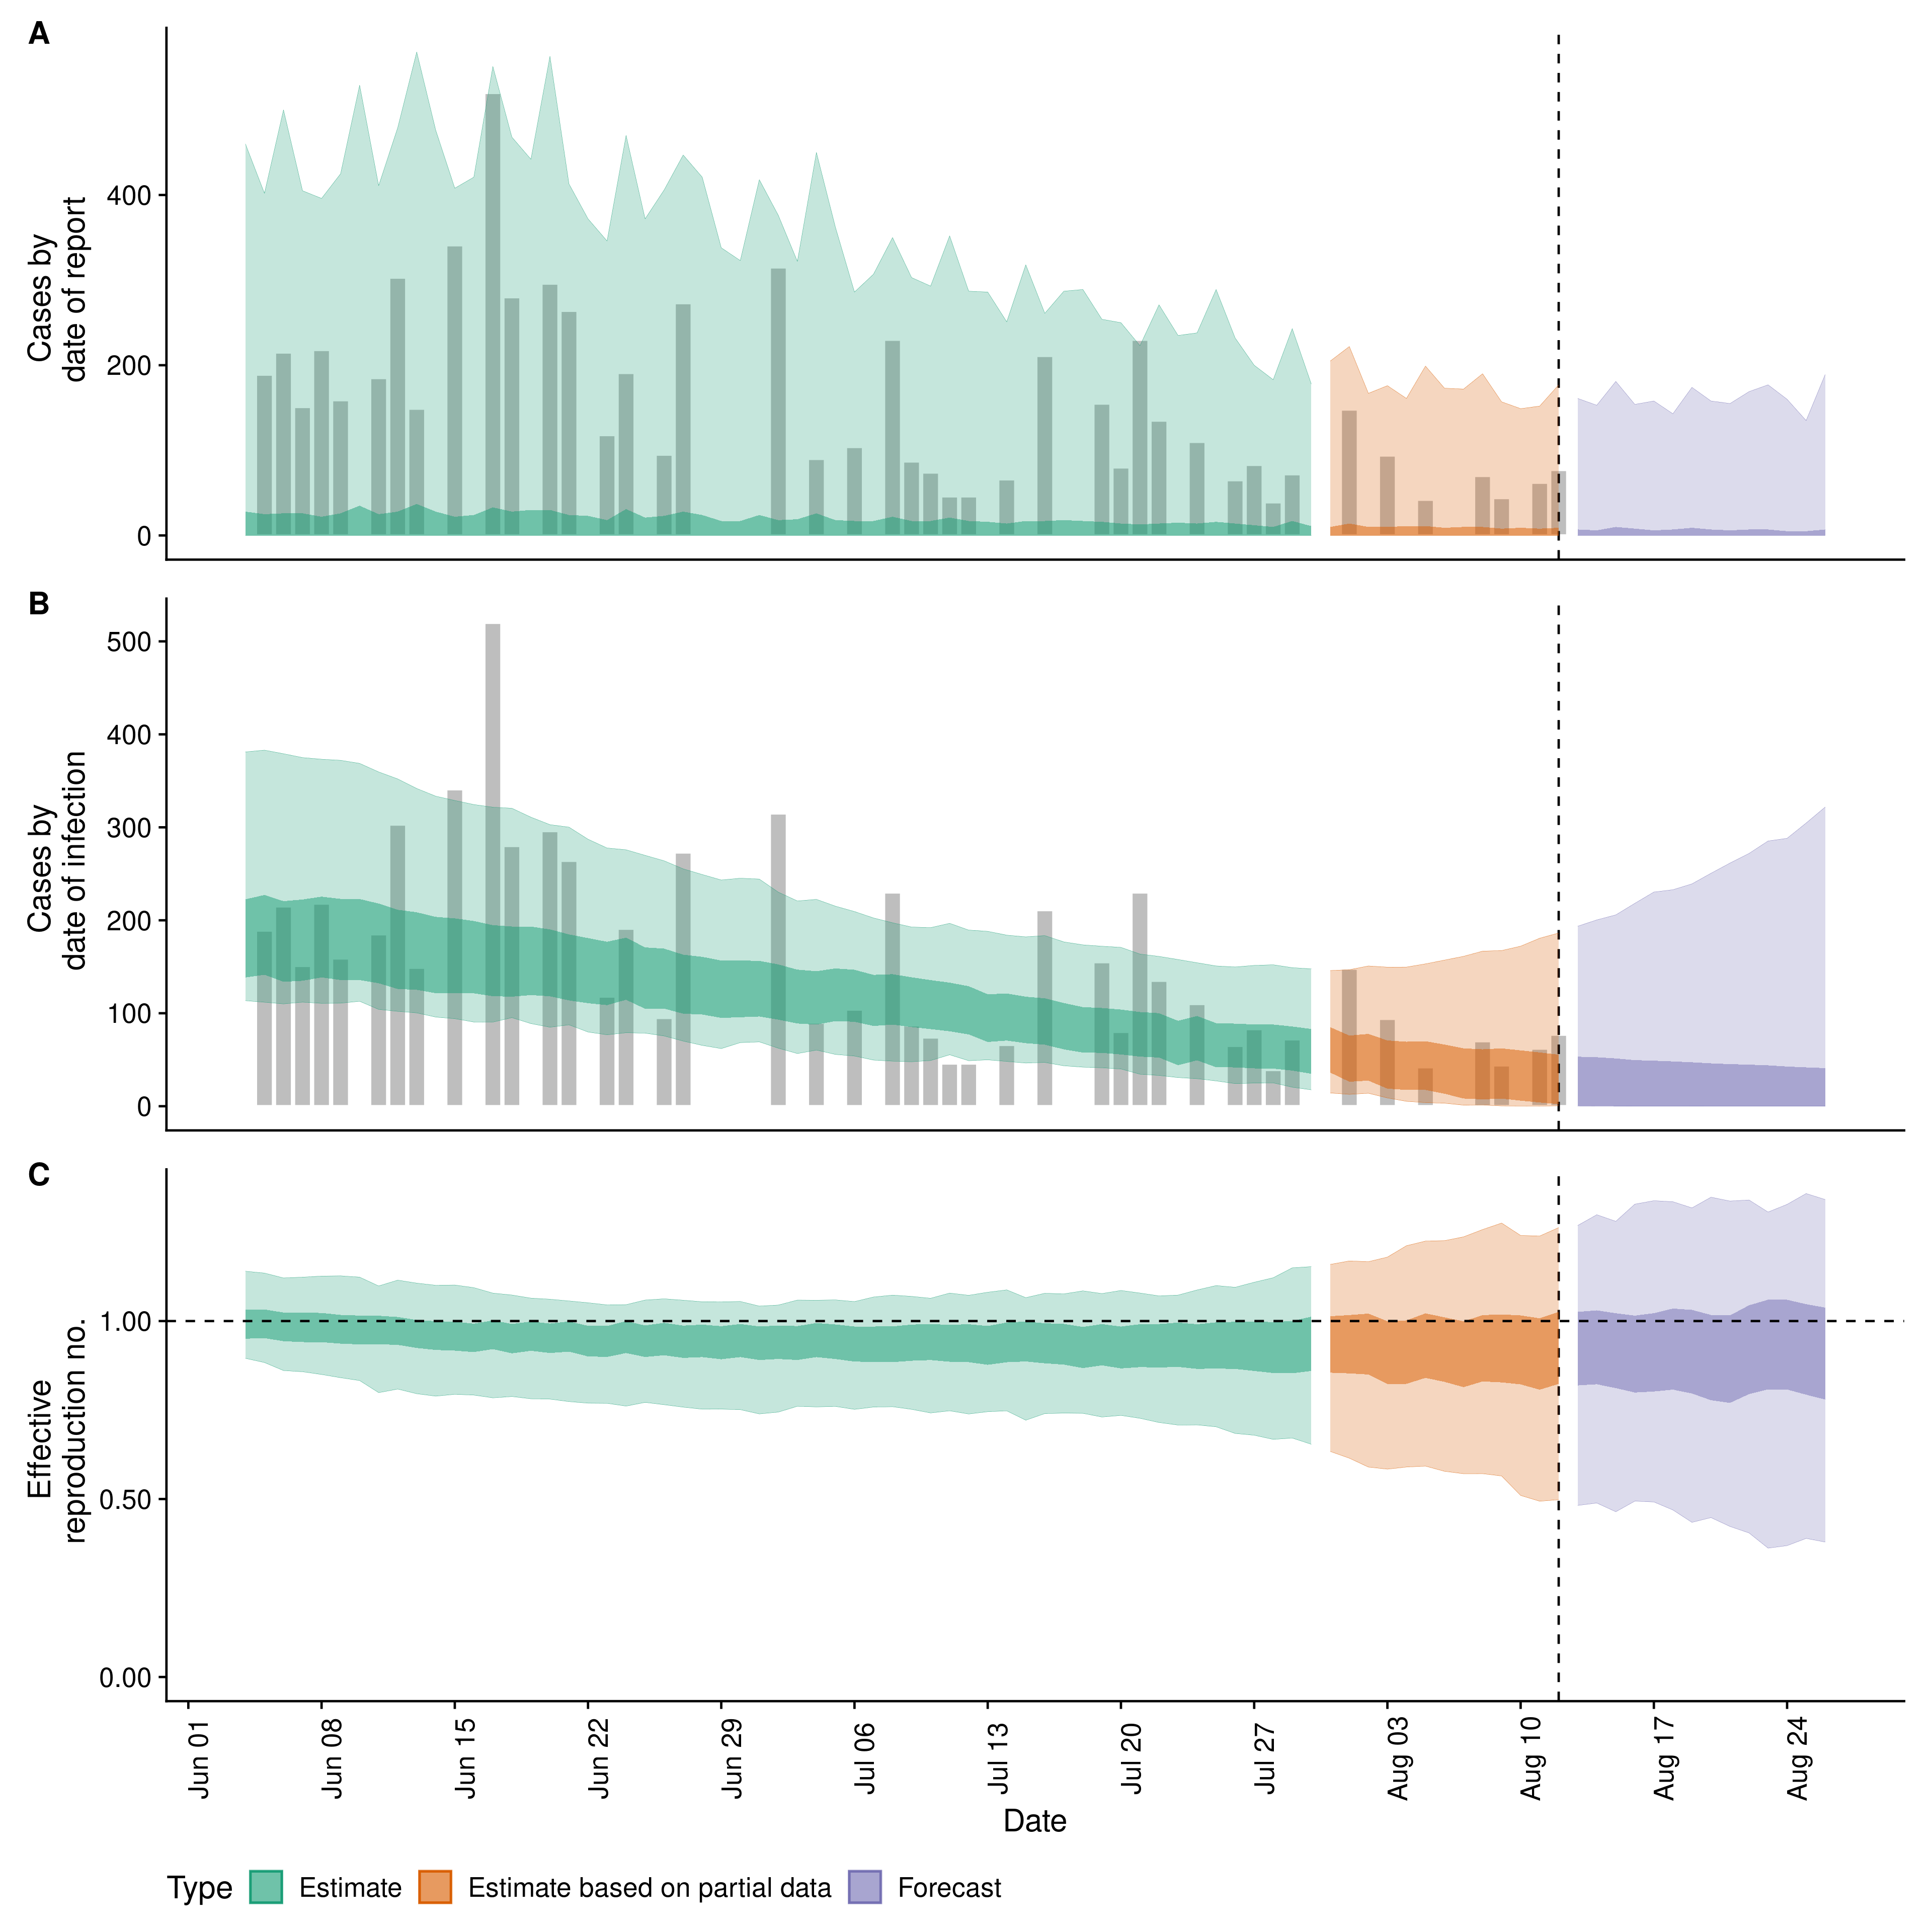 A
Cases by
date of report
400
200
0
B
Cases by
date of infection
500
400
300
200
100
0
C
Effective
reproduction no.
1.00
0.50
0.00
Jun 01
Jun 08
Jun 15
Jun 22
Jun 29
Jul 06
Jul 13
Jul 20
Jul 27
Aug 03
Aug 10
Aug 17
Aug 24
Date
Type Estimate Estimate based on partial data Forecast